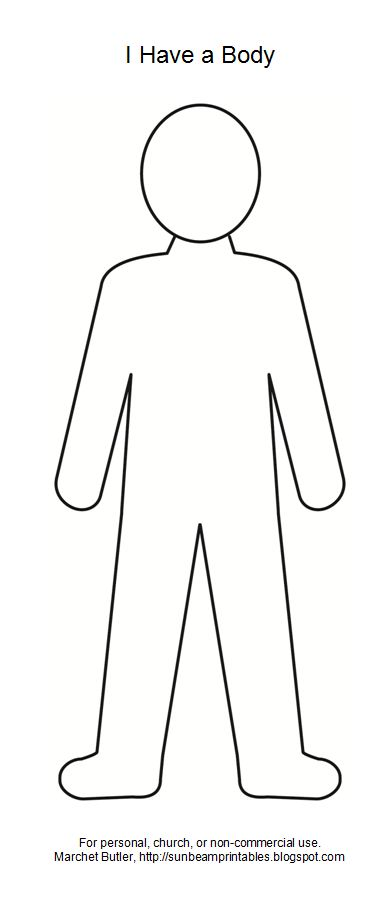 I Have a Body
For personal, church, or non-commercial use.
Marchet Butler, http://sunbeamprintables.blogspot.com